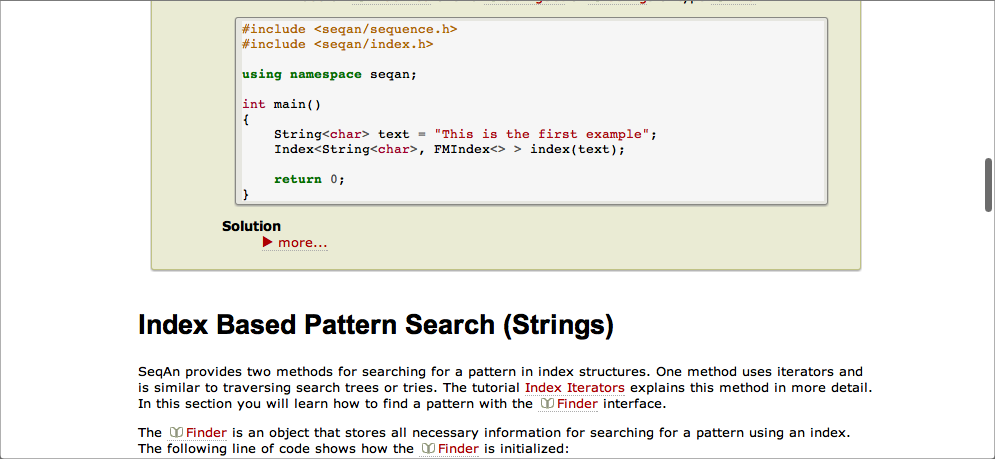 #include <seqan/sequence.h>
#include <seqan/index.h>
using namespace seqan;
int main()
{
    String<char> text = "This is the first example";
    Index<String<char>, FMIndex<> > index(text);
    return 0;
}
Solution
more...
Index Based Pattern Search (Strings)
SeqAn provides two methods for searching for a pattern in index structures. One method uses iterators and
is similar to traversing search trees or tries. The tutorial Index Iterators explains this method in more detail.
In this section you will learn how to find a pattern with the Finder interface.
The Finder is an object that stores all necessary information for searching for a pattern using an index.
The following line of code shows how the Finder is initialized: